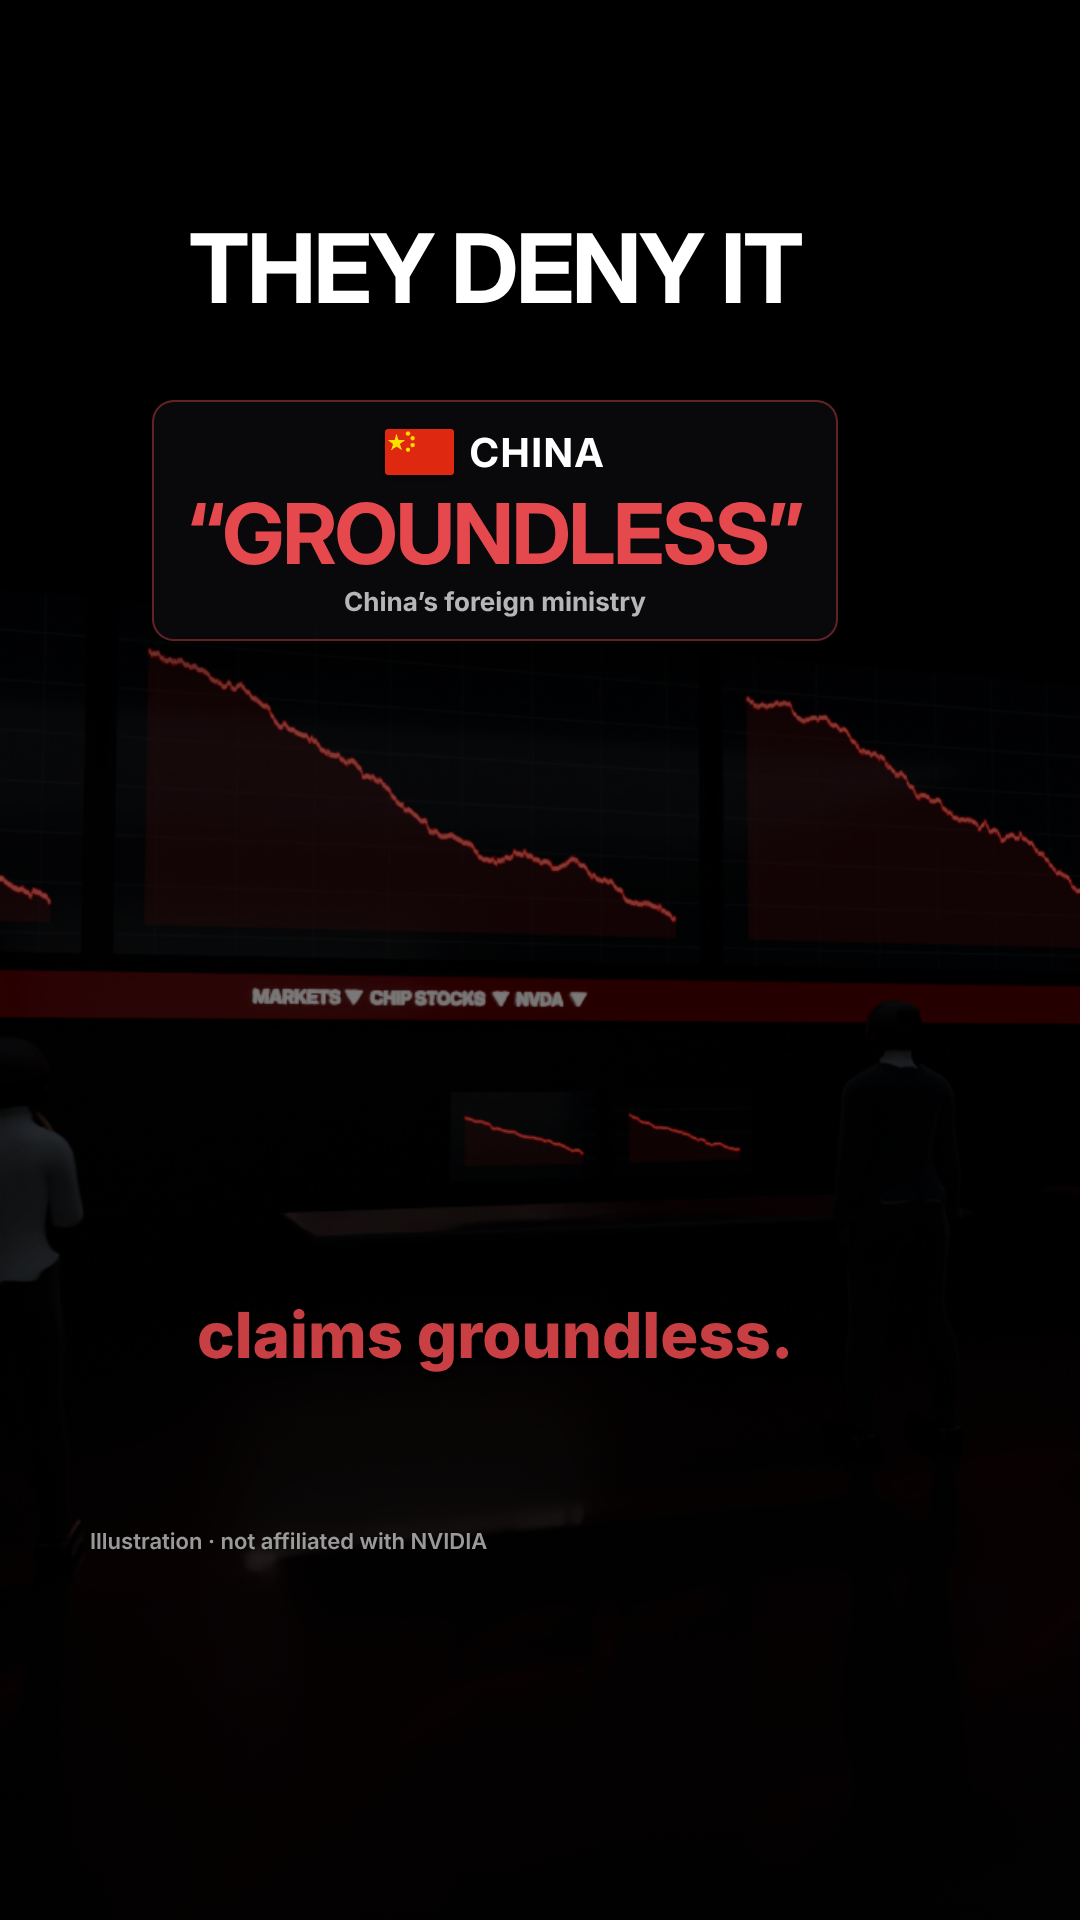 THEY DENY IT
CHINA
“GROUNDLESS”
China’s foreign ministry
MARKETS ▼ CHIP STOCKS ▼ NVDA ▼
claims groundless.
Illustration · not affiliated with NVIDIA